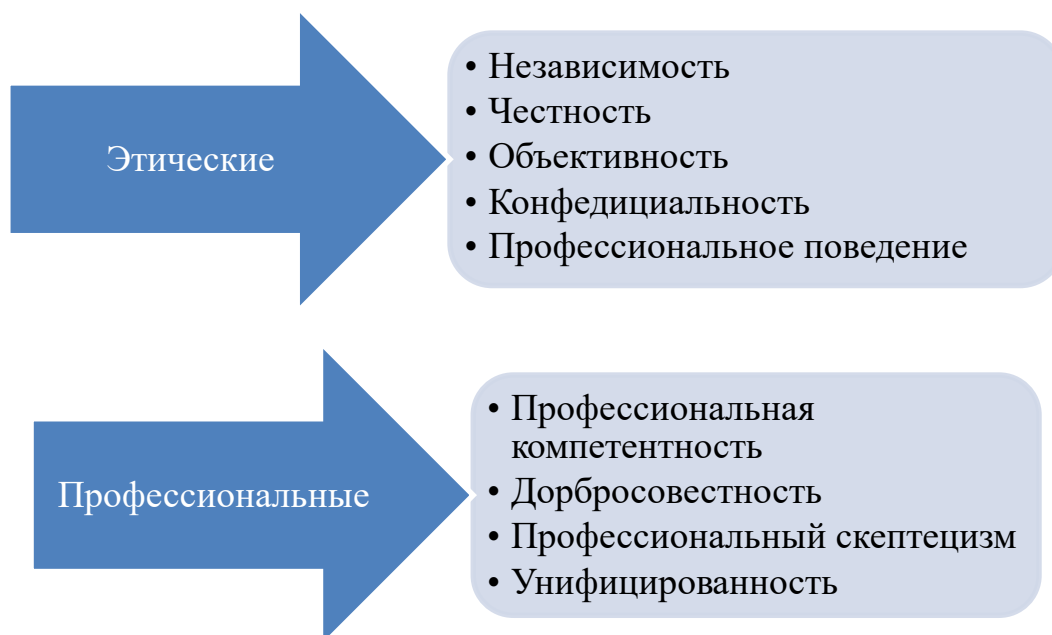 Этические
• Независимость
• Честность
• Объективность
• Конфедициальность
• Профессиональное поведение
Профессиональные
• Профессиональная
компетентность
• Дорбросовестность
• Профессиональный скептецизм
• Унифицированность